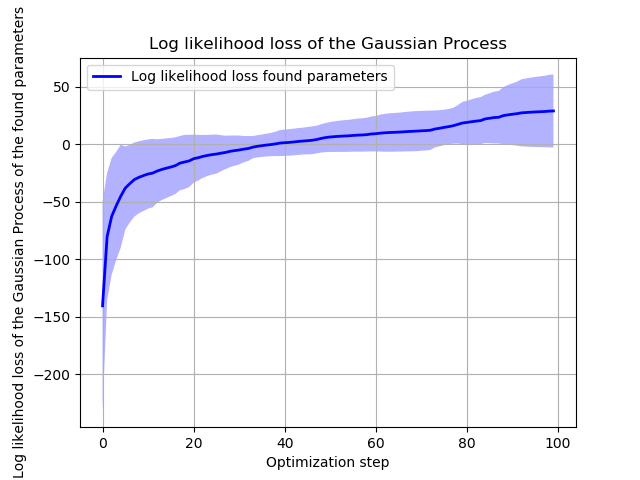 Log likelihood loss of the Gaussian Process
Log likelihood loss found parameters
Log likelihood loss of the Gaussian Process of the found parameters
50
0
−50
−100
−150
−200
0 20 40 60 80 100
Optimization step